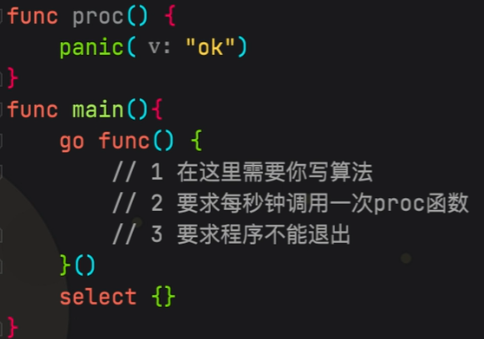 func proc() {
    panic( v: "ok")
}
func main(){
    go func() {
        // 1 在这里需要你写算法
        // 2 要求每秒钟调用一次proc函数
        // 3 要求程序不能退出
    }()
    select {}
}